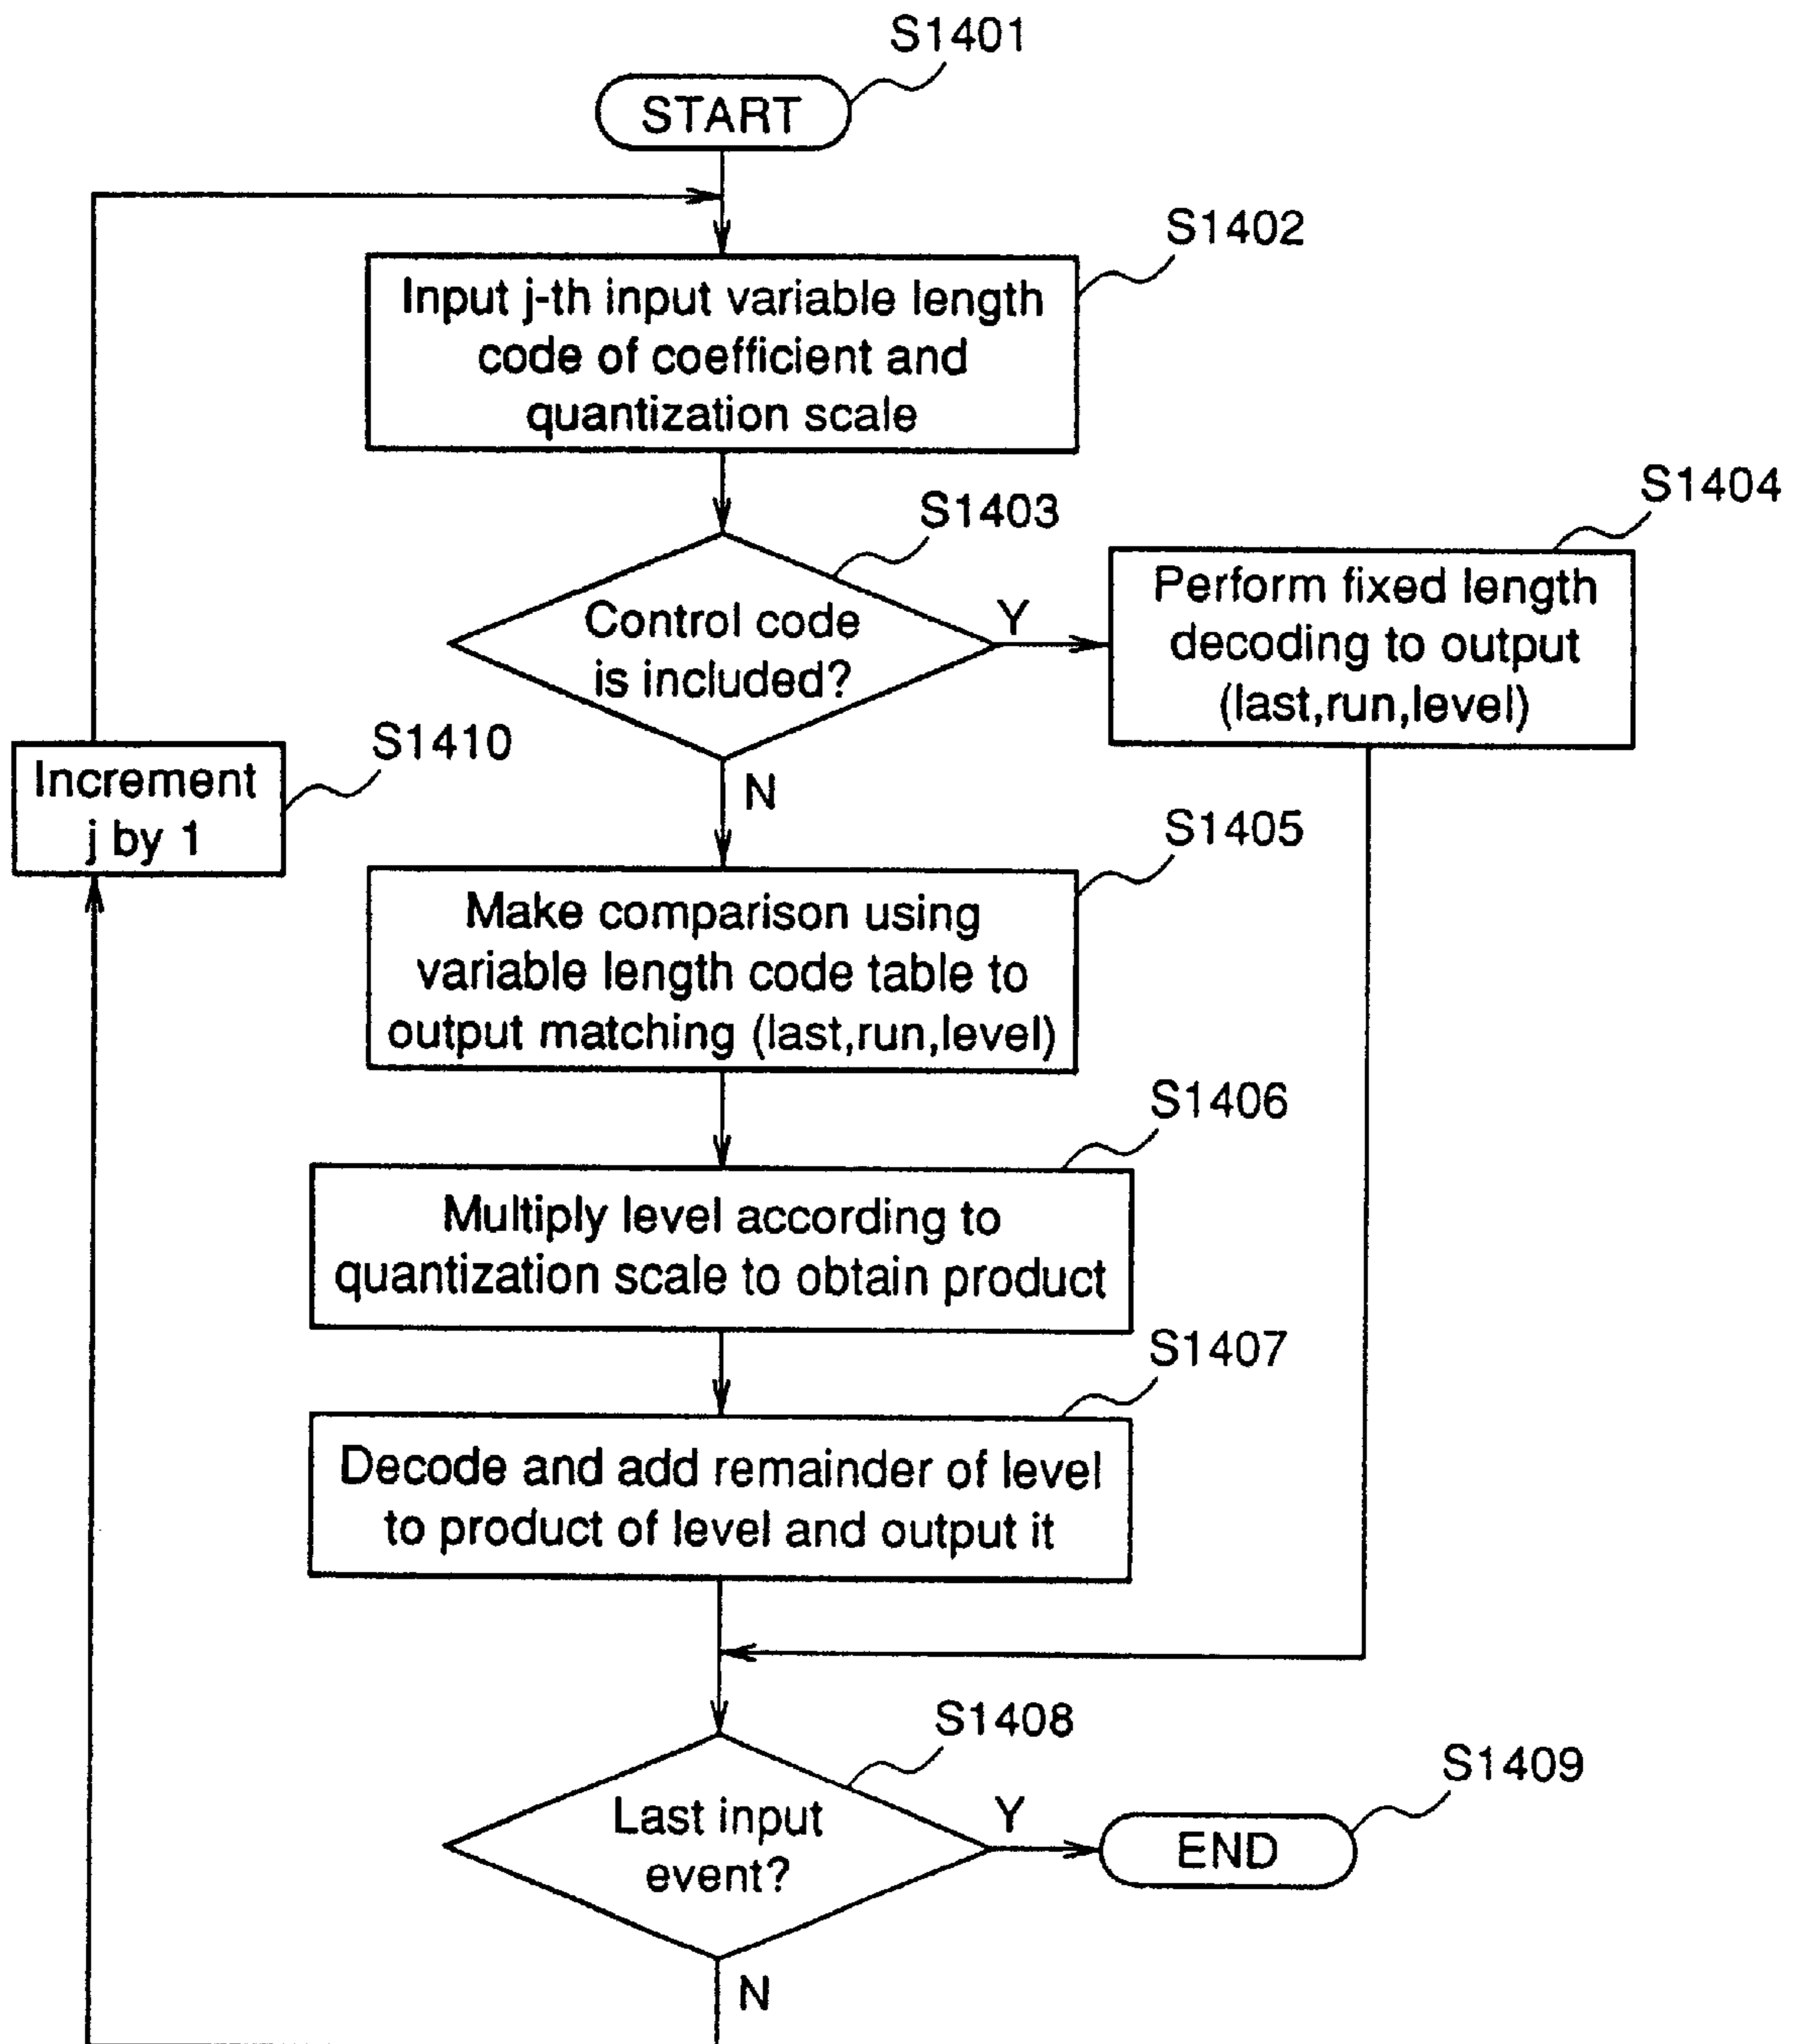 S1401
START
S1402
Input j-th input variable length
code of coefficient and
quantization scale
S1403
Control code
is included?
Y
N
S1404
Perform fixed length
decoding to output
(last,run,level)
S1410
Increment
j by 1
S1405
Make comparison using
variable length code table to
output matching (last,run,level)
S1406
Multiply level according to
quantization scale to obtain product
S1407
Decode and add remainder of level
to product of level and output it
S1408
Last input
event?
Y
N
S1409
END